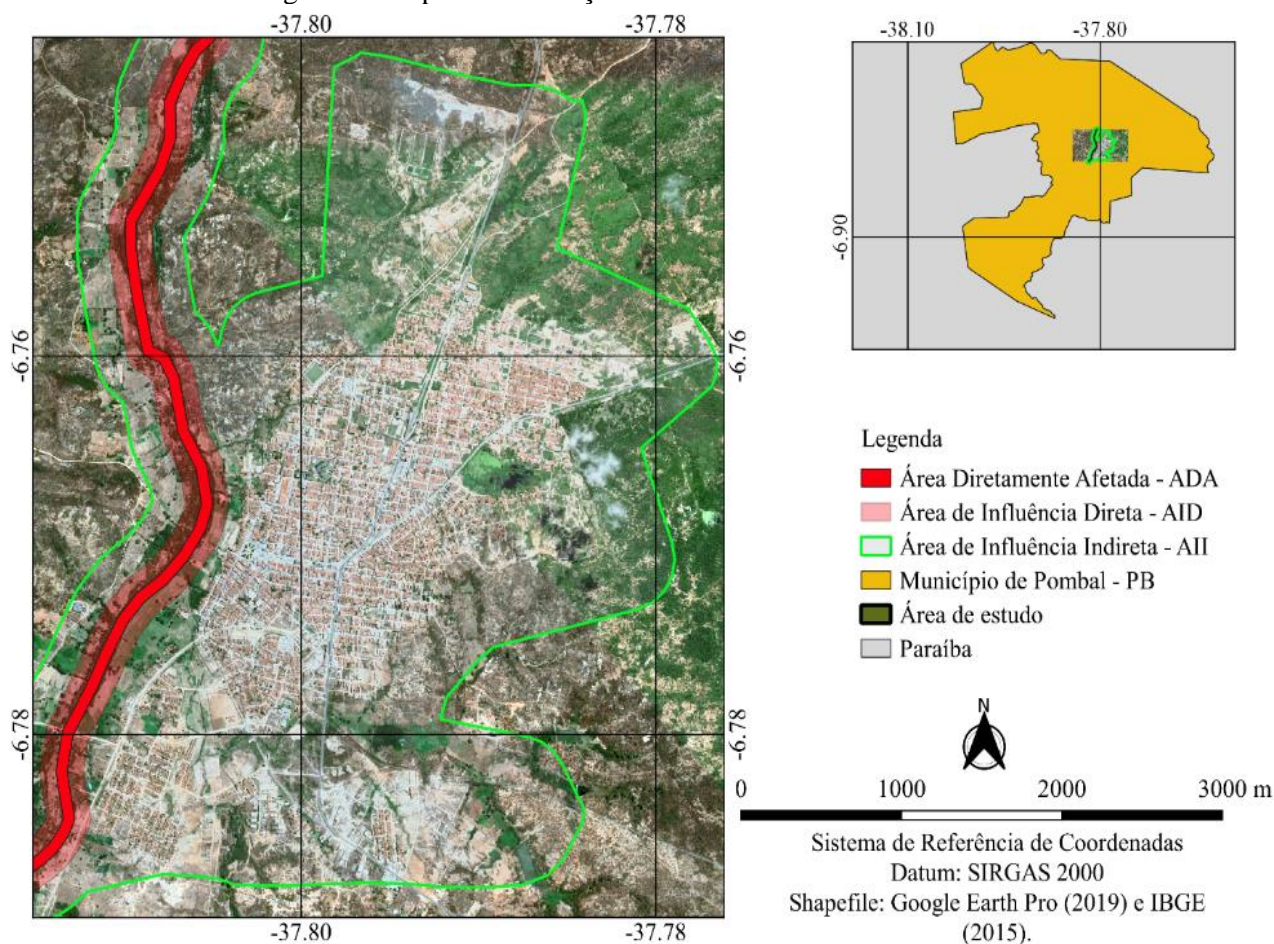 -37.80
-37.78
-6.76
-6.76
-6.78
-6.78
-37.80
-37.78
-38.10
-37.80
-6.90
Legenda
Área Diretamente Afetada - ADA
Área de Influência Direta - AID
Área de Influência Indireta - AII
Município de Pombal - PB
Área de estudo
Paraíba
N
0
1000
2000
3000 m
Sistema de Referência de Coordenadas
Datum: SIRGAS 2000
Shapefile: Google Earth Pro (2019) e IBGE
(2015).